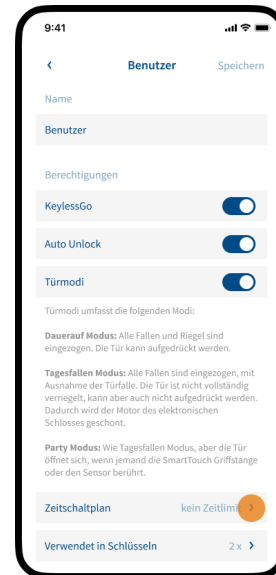 9:41
Benutzer Speichern
Name
Benutzer
Berechtigungen
KeylessGo
Auto Unlock
Türmodi
Türmodi umfasst die folgenden Modi:
Dauerauf Modus: Alle Fallen und Riegel sind
eingezogen. Die Tür kann aufgedrückt werden.
Tagesfallen Modus: Alle Fallen sind eingezogen, mit
Ausnahme der Türfalle. Die Tür ist nicht vollständig
verriegelt, kann aber auch nicht aufgedrückt werden.
Dadurch wird der Motor des elektronischen
Schlosses geschont.
Party Modus: Wie Tagesfallen Modus, aber die Tür
öffnet sich, wenn jemand die SmartTouch Griffstange
oder den Sensor berührt.
Zeitschaltplan kein Zeitlimit
Verwendet in Schlüsseln 2 x